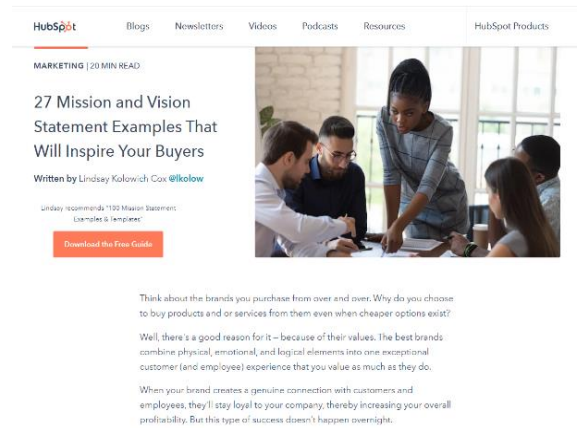 HubSpot Blogs Newsletters Videos Podcasts Resources HubSpot Products
MARKETING | 20 MIN READ
27 Mission and Vision
Statement Examples That
Will Inspire Your Buyers
Written by Lindsay Kolowich Cox @lkolow
Lindsay recommends "100 Mission Statement
Examples & Templates"
Download the Free Guide
Think about the brands you purchase from over and over. Why do you choose
to buy products and or services from them even when cheaper options exist?
Well, there's a good reason for it – because of their values. The best brands
combine physical, emotional, and logical elements into one exceptional
customer (and employee) experience that you value as much as they do.
When your brand creates a genuine connection with customers and
employees, they'll stay loyal to your company, thereby increasing your overall
profitability. But this type of success doesn't happen overnight.